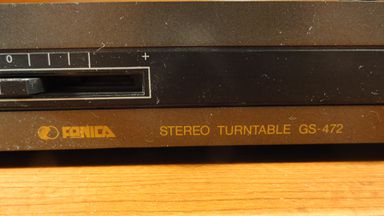 0 +
FONICA STEREO TURNTABLE GS-472